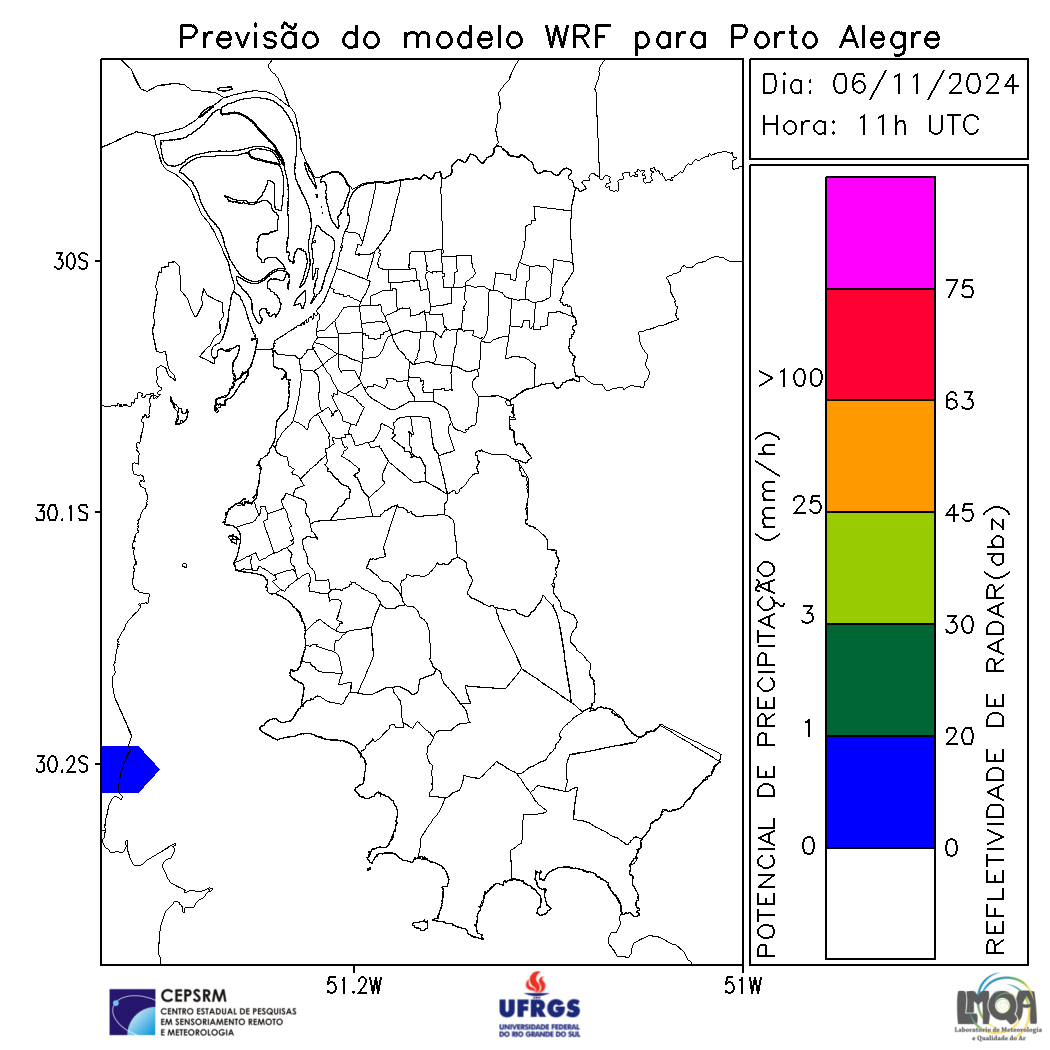 Previsão do modelo WRF para Porto Alegre
Dia: 06/11/2024
Hora: 11h UTC
30S
30.1S
30.2S
51.2W
51W
POTENCIAL DE PRECIPITAÇÃO (mm/h)
>100
25
3
1
0
75
63
45
30
20
0
REFLETIVIDADE DE RADAR(dbz)
CEPSRM
CENTRO ESTADUAL DE PESQUISAS
EM SENSORIAMENTO REMOTO
E METEOROLOGIA
UFRGS
UNIVERSIDADE FEDERAL
DO RIO GRANDE DO SUL
LMQA
Laboratório de Meteorologia
e Qualidade do Ar